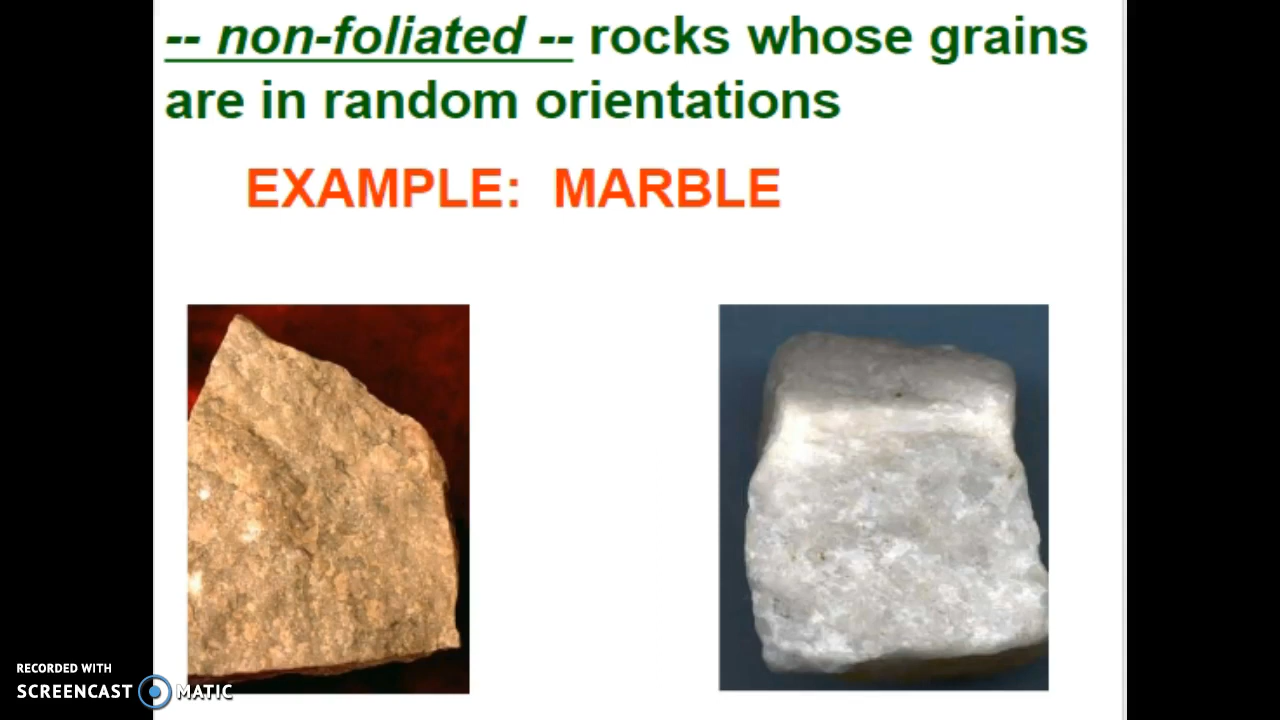 -- non-foliated -- rocks whose grains
are in random orientations
EXAMPLE: MARBLE
RECORDED WITH
SCREENCAST MATIC